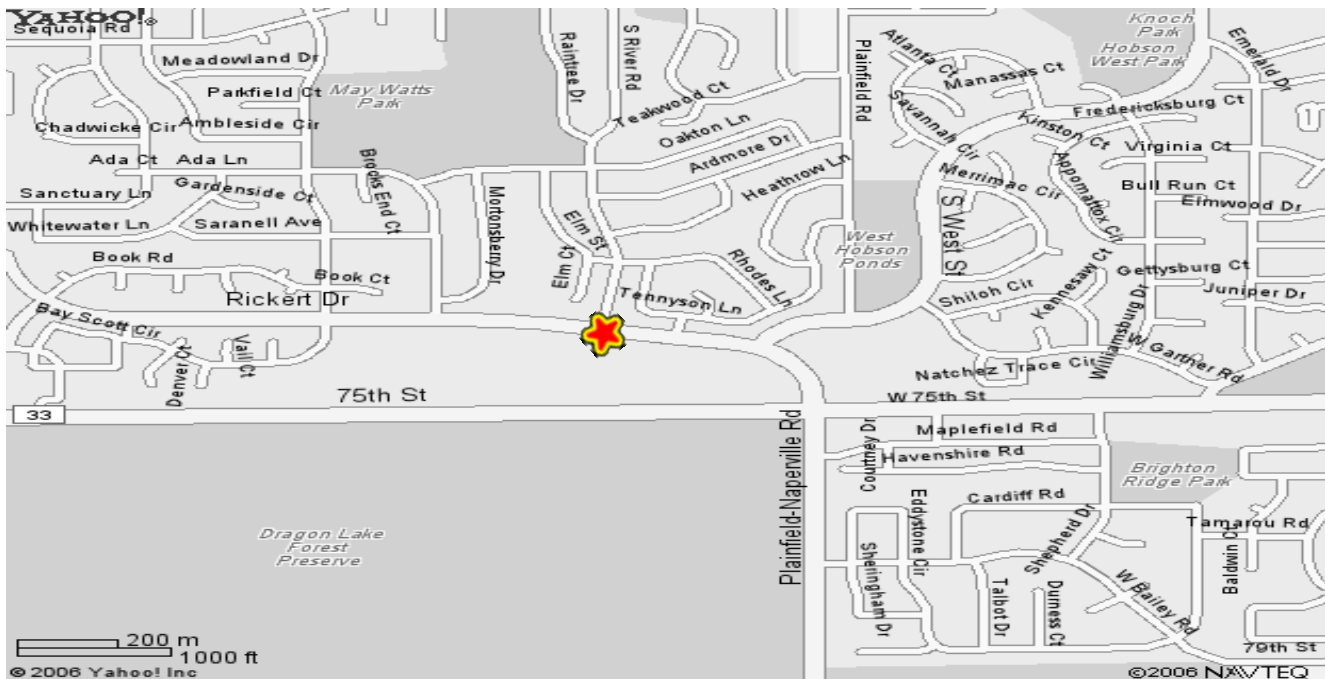 YAHOO!®
Sequoia Rd
Meadowland Dr
Parkfield Ct
May Watts
Park
Chadwicke Cir
Ambleside Cir
Ada Ct
Ada Ln
Sanctuary Ln
Gardenside Ct
Brocks End Ct
Whitewater Ln
Saranell Ave
Book Rd
Book Ct
Rickert Dr
Bay Scott Cir
Denver Ct
Vail Ct
75th St
33
Mortonsberry Dr
Raintree Dr
S River Rd
Teakwood Ct
Oakton Ln
Ardmore Dr
Heathrow Ln
Elm St
Elm Ct
Rhodes Ln
Tennyson Ln
Plainfield Rd
West
Hobson
Ponds
Atlanta Ct
Manassas Ct
Savannah Cir
Knoch
Park
Hobson
West Park
Emerald Dr
Fredericksburg Ct
Kinston Ct
Virginia Ct
Merrimac Cir
Appomattox Cir
Bull Run Ct
Elmwood Dr
S West St
Gettysburg Ct
Kennesaw Ct
Juniper Dr
Shiloh Cir
Williamsburg Dr
W Garther Rd
Natchez Trace Cir
W 75th St
Plainfield-Naperville Rd
Courtney Dr
Maplefield Rd
Havenshire Rd
Brighton
Ridge Park
Cardiff Rd
Eddystone Cir
Shepherd Dr
Tamarou Rd
Baldwin Ct
Sheringham Dr
Talbot Dr
Durness Ct
W Bailey Rd
79th St
Dragon Lake
Forest
Preserve
200 m
1000 ft
© 2006 Yahoo! Inc
©2006 NAVTEQ